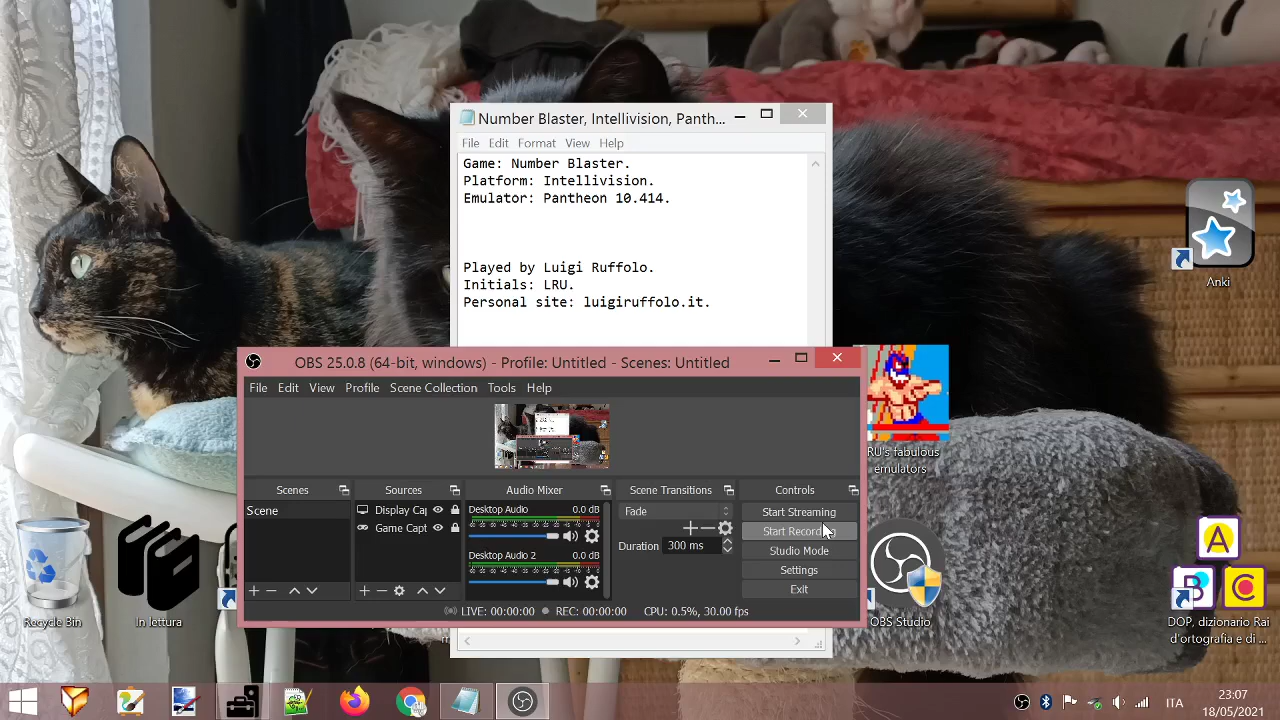 Number Blaster, Intellivision, Panth...
File Edit Format View Help
Game: Number Blaster.
Platform: Intellivision.
Emulator: Pantheon 10.414.
Played by Luigi Ruffolo.
Initials: LRU.
Personal site: luigiruffolo.it.
OBS 25.0.8 (64-bit, windows) - Profile: Untitled - Scenes: Untitled
File Edit View Profile Scene Collection Tools Help
Scenes Sources Audio Mixer Scene Transitions Controls
Scene
Display Cap
Game Capt
Desktop Audio 0.0 dB
Desktop Audio 2 0.0 dB
Fade
Duration 300 ms
Start Streaming
Start Recording
Studio Mode
Settings
Exit
LIVE: 00:00:00 REC: 00:00:00 CPU: 0.5%, 30.00 fps
Anki
RU's fabulous
emulators
Recycle Bin
In lettura
OBS Studio
A
B C
DOP, dizionario Rai
d'ortografia e di ...
ITA
23:07
18/05/2021